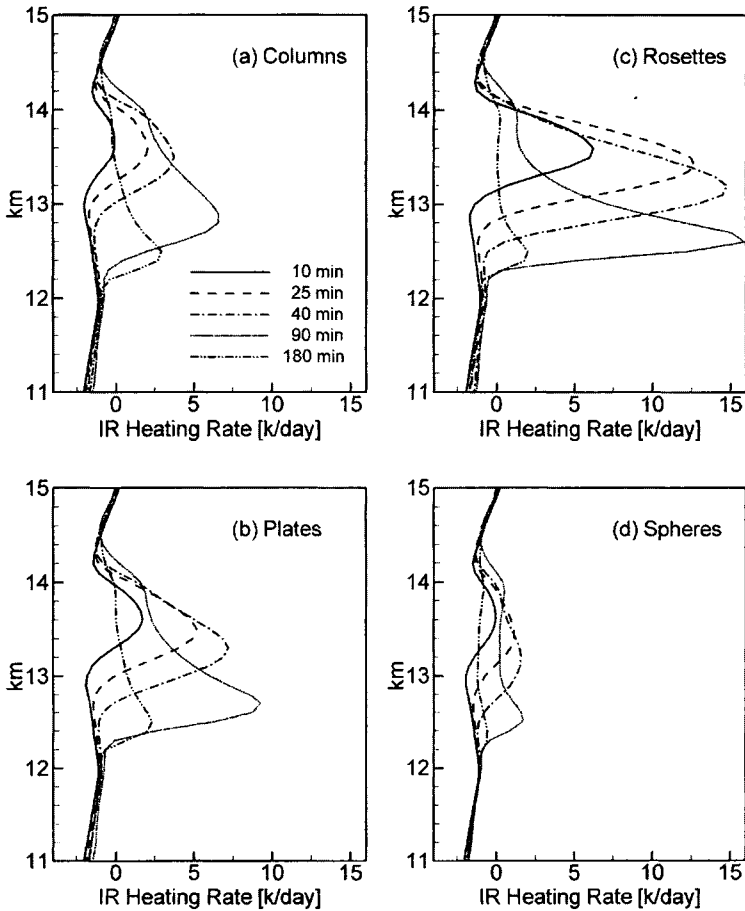 15
14
13
12
11
km
(a) Columns
10 min
25 min
40 min
90 min
180 min
0 5 10 15
IR Heating Rate [k/day]
15
14
13
12
11
km
(c) Rosettes
0 5 10 15
IR Heating Rate [k/day]
15
14
13
12
11
km
(b) Plates
0 5 10 15
IR Heating Rate [k/day]
15
14
13
12
11
km
(d) Spheres
0 5 10 15
IR Heating Rate [k/day]